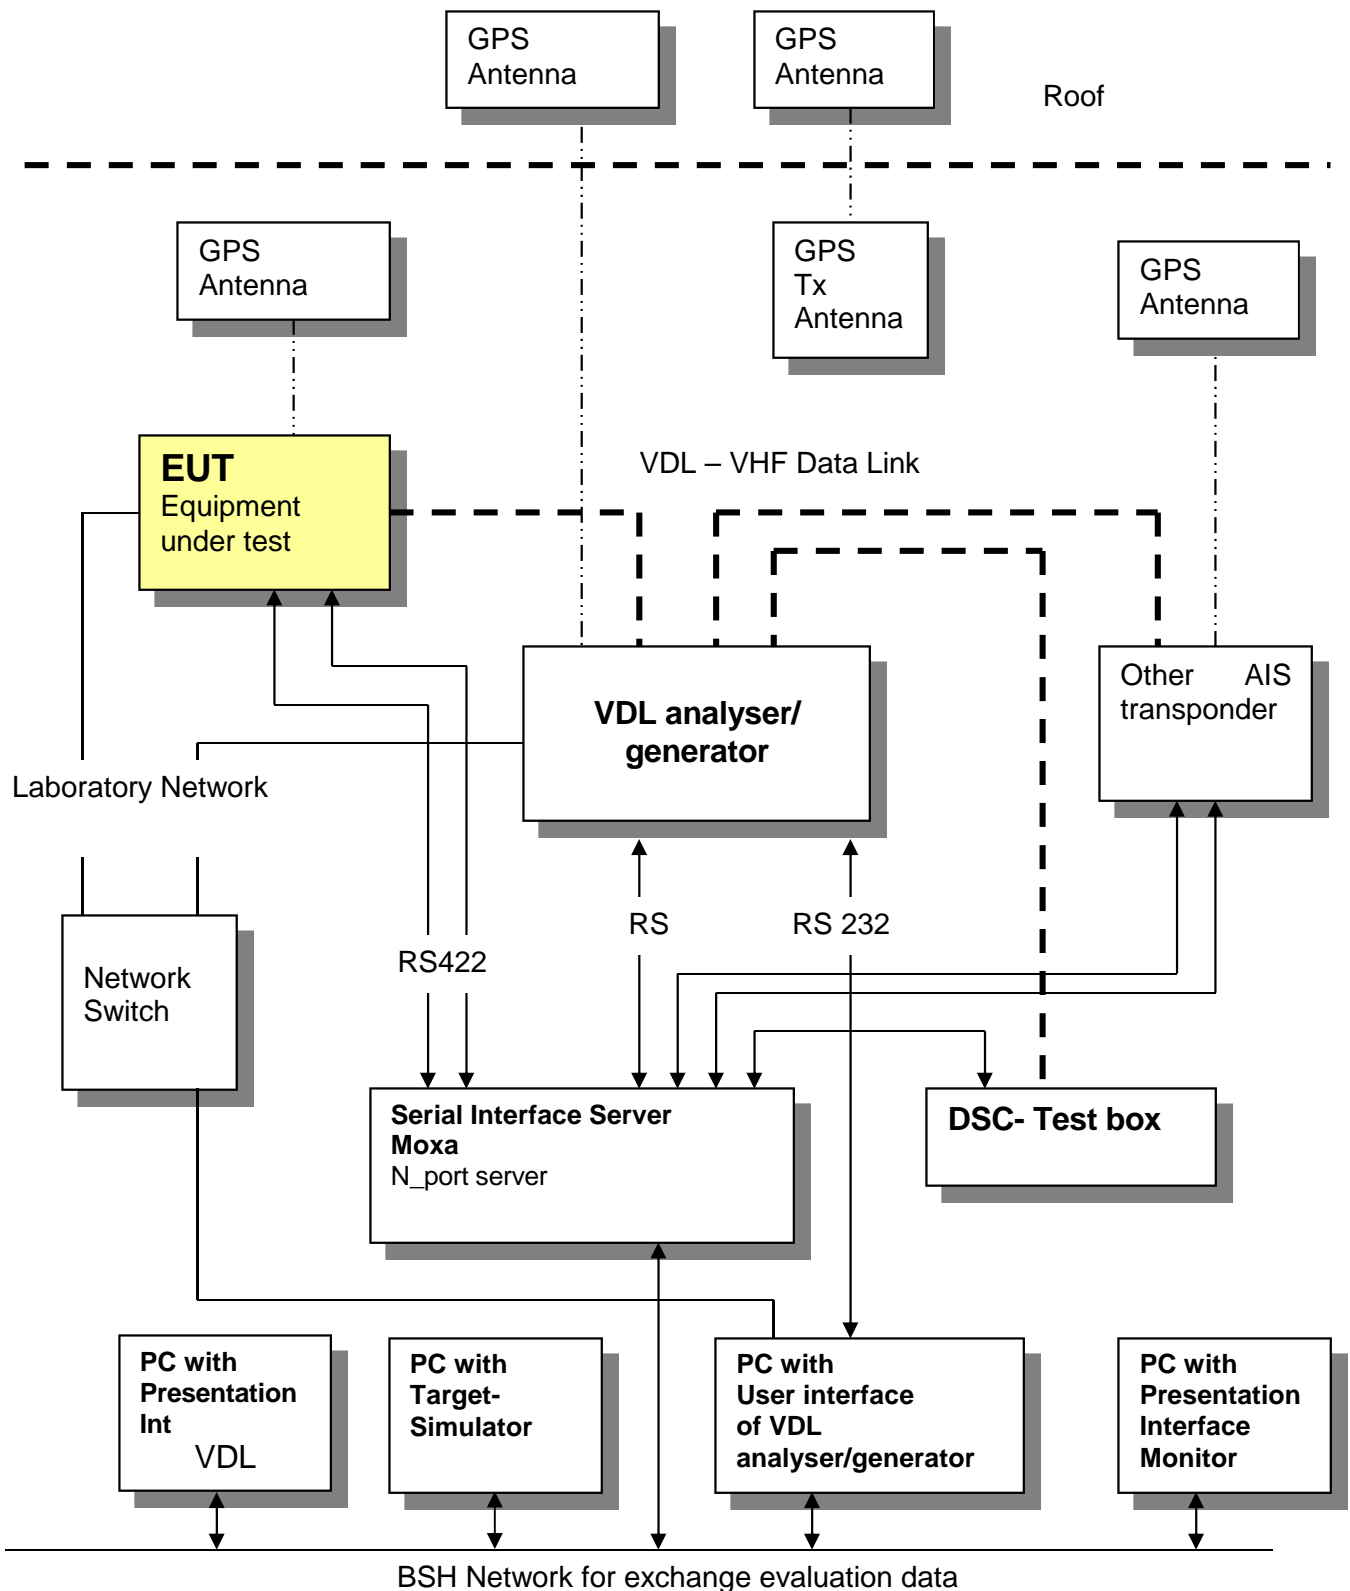 GPS
Antenna
GPS
Antenna
Roof
GPS
Antenna
GPS
Tx
Antenna
GPS
Antenna
EUT
Equipment
under test
VDL – VHF Data Link
VDL analyser/
generator
Other AIS
transponder
Laboratory Network
RS
RS 232
RS422
Network
Switch
Serial Interface Server
Moxa
N_port server
DSC- Test box
PC with
Presentation
Int
VDL
PC with
Target-
Simulator
PC with
User interface
of VDL
analyser/generator
PC with
Presentation
Interface
Monitor
BSH Network for exchange evaluation data